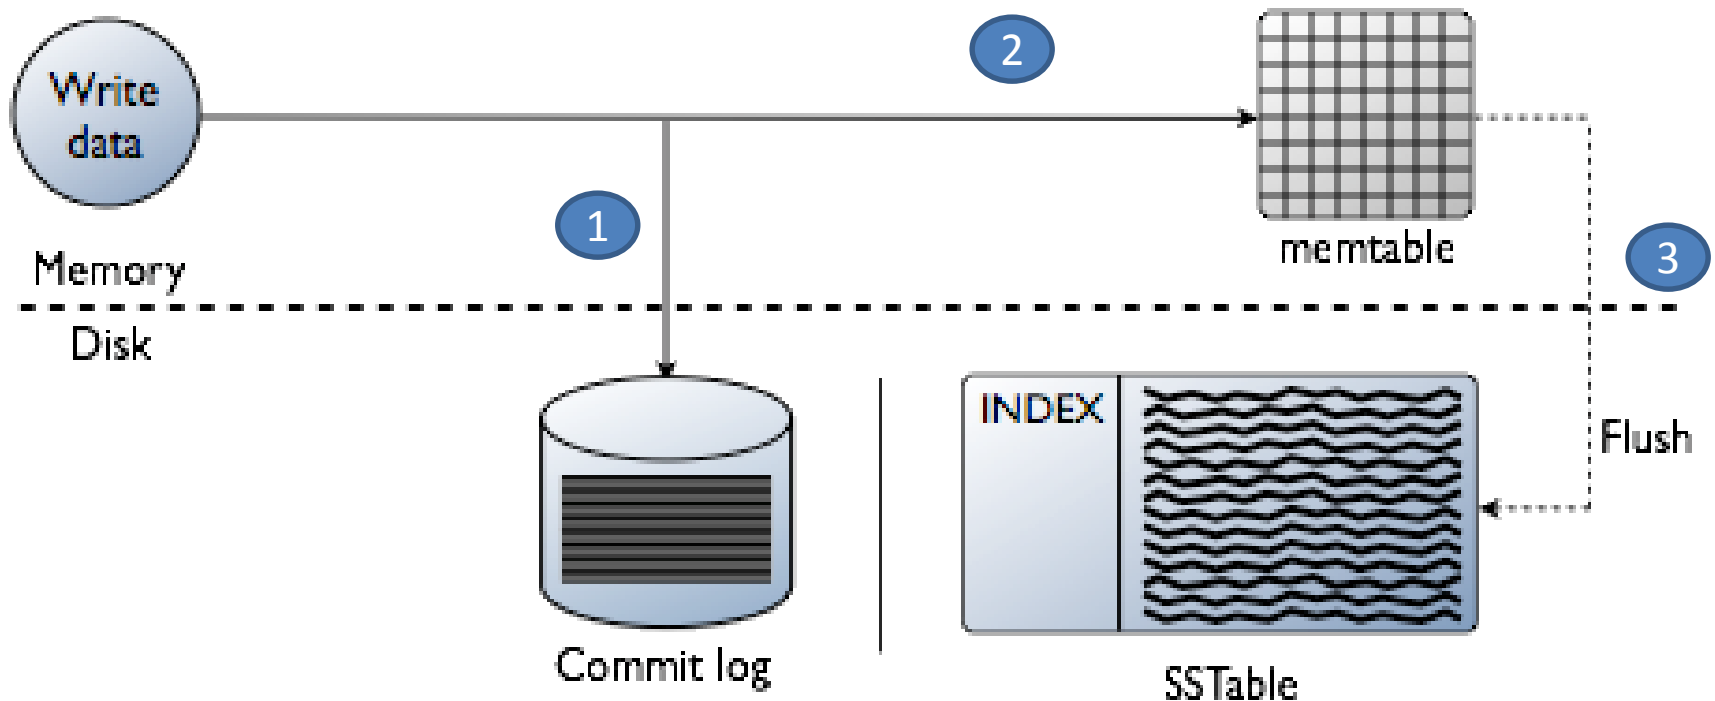 2
Write
data
1
memtable
3
Memory
Disk
INDEX
Flush
Commit log
SSTable